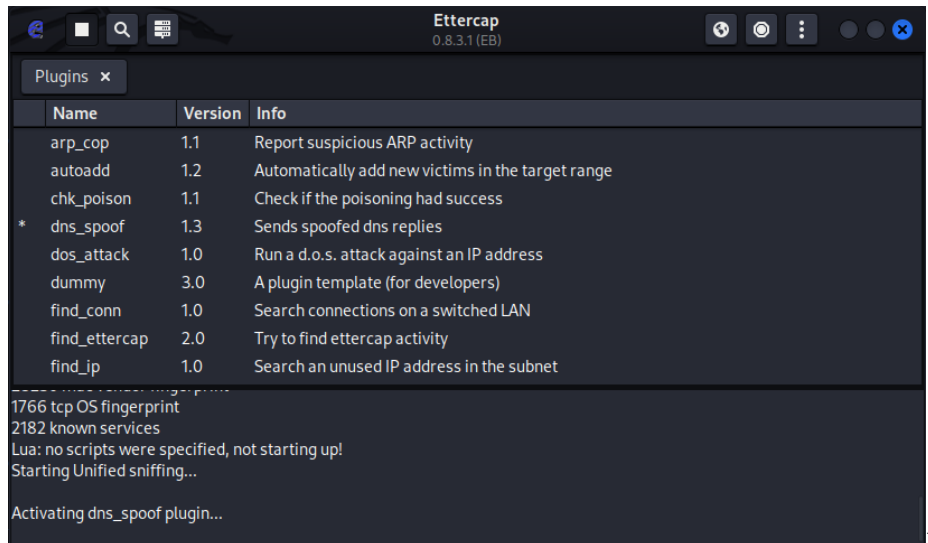 Ettercap
0.8.3.1 (EB)
Plugins ×
Name Version Info
arp_cop 1.1 Report suspicious ARP activity
autoadd 1.2 Automatically add new victims in the target range
chk_poison 1.1 Check if the poisoning had success
* dns_spoof 1.3 Sends spoofed dns replies
dos_attack 1.0 Run a d.o.s. attack against an IP address
dummy 3.0 A plugin template (for developers)
find_conn 1.0 Search connections on a switched LAN
find_ettercap 2.0 Try to find ettercap activity
find_ip 1.0 Search an unused IP address in the subnet
1766 tcp OS fingerprint
2182 known services
Lua: no scripts were specified, not starting up!
Starting Unified sniffing...
Activating dns_spoof plugin...